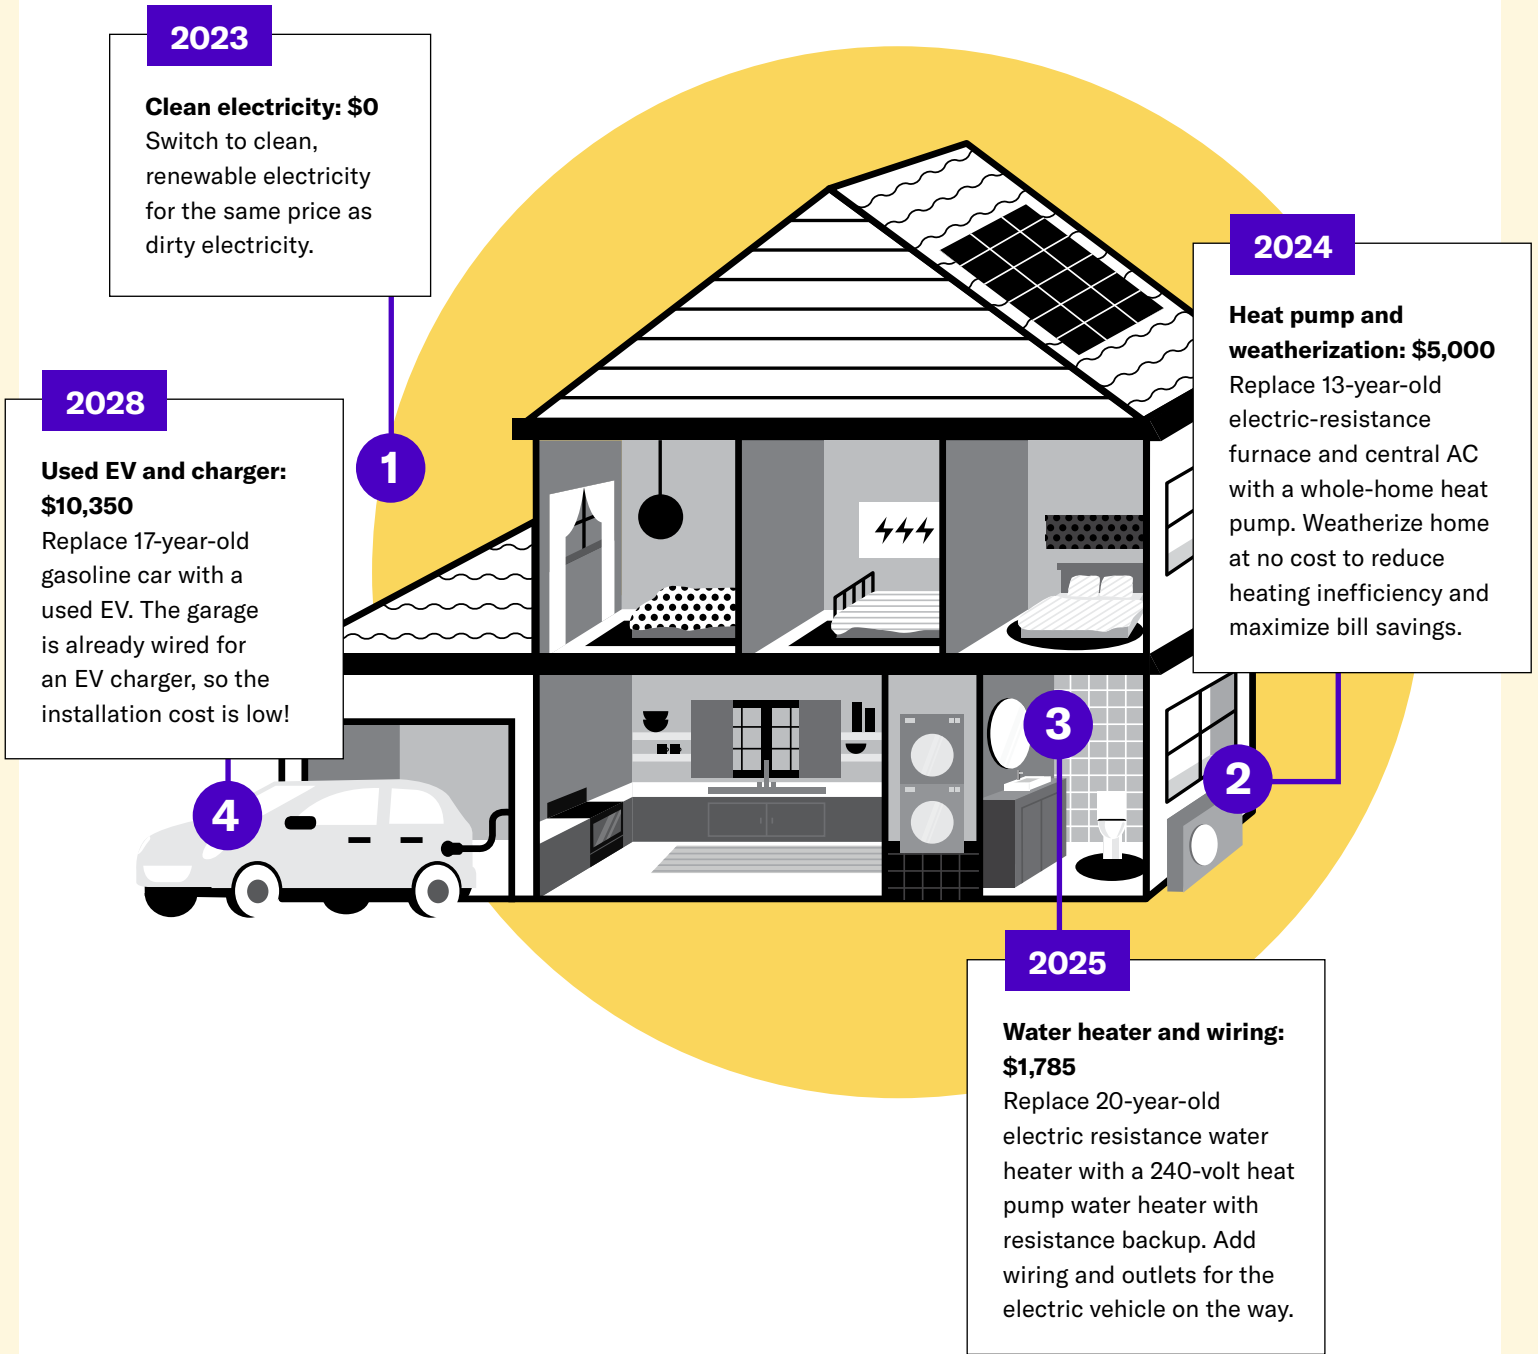 2023
Clean electricity: $0
Switch to clean,
renewable electricity
for the same price as
dirty electricity.
1
2024
Heat pump and
weatherization: $5,000
Replace 13-year-old
electric-resistance
furnace and central AC
with a whole-home heat
pump. Weatherize home
at no cost to reduce
heating inefficiency and
maximize bill savings.
2
2025
Water heater and wiring:
$1,785
Replace 20-year-old
electric resistance water
heater with a 240-volt heat
pump water heater with
resistance backup. Add
wiring and outlets for the
electric vehicle on the way.
3
2028
Used EV and charger:
$10,350
Replace 17-year-old
gasoline car with a
used EV. The garage
is already wired for
an EV charger, so the
installation cost is low!
4